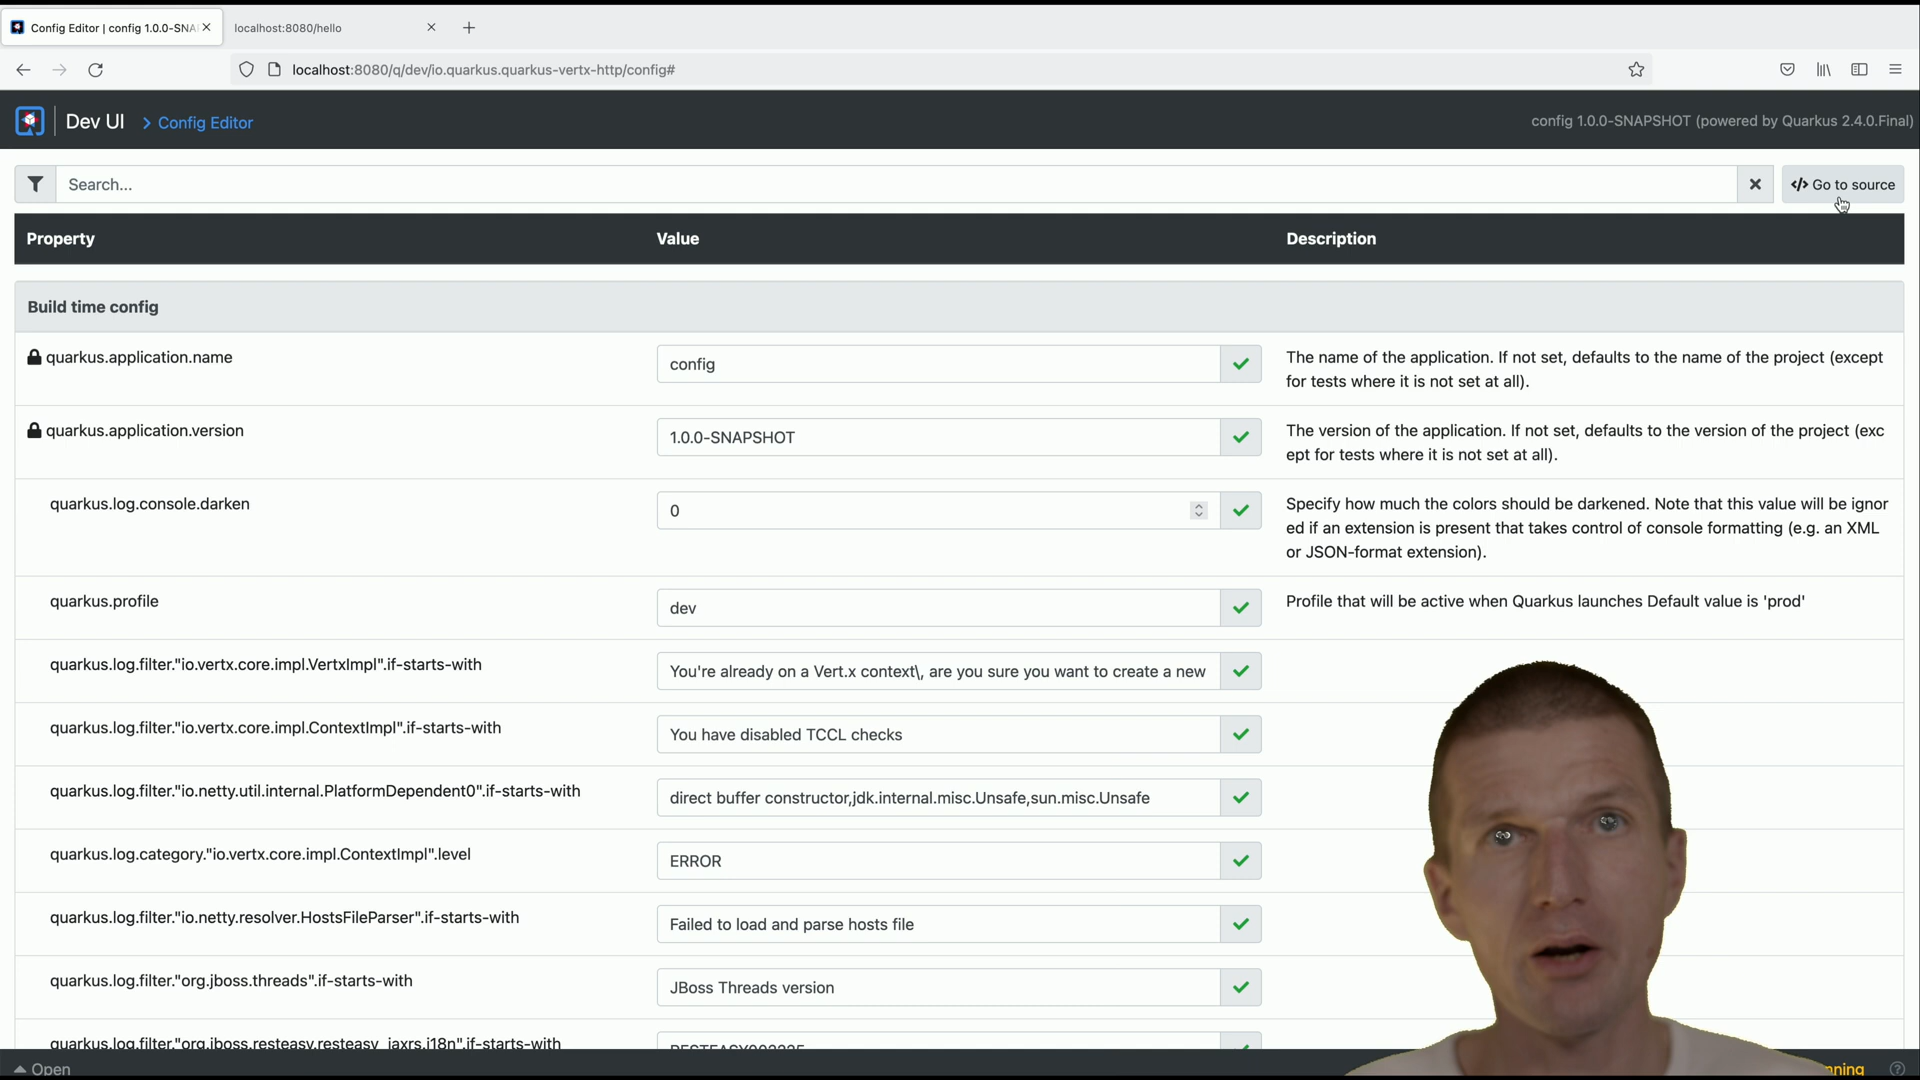 Config Editor | config 1.0.0-SNA
localhost:8080/hello
localhost:8080/q/dev/io.quarkus.quarkus-vertx-http/config#
Dev UI > Config Editor
config 1.0.0-SNAPSHOT (powered by Quarkus 2.4.0.Final)
Search...
</> Go to source
Property Value Description
Build time config
quarkus.application.name
config
The name of the application. If not set, defaults to the name of the project (except
for tests where it is not set at all).
quarkus.application.version
1.0.0-SNAPSHOT
The version of the application. If not set, defaults to the version of the project (exc
ept for tests where it is not set at all).
quarkus.log.console.darken
0
Specify how much the colors should be darkened. Note that this value will be ignor
ed if an extension is present that takes control of console formatting (e.g. an XML
or JSON-format extension).
quarkus.profile
dev
Profile that will be active when Quarkus launches Default value is 'prod'
quarkus.log.filter."io.vertx.core.impl.VertxImpl".if-starts-with
You're already on a Vert.x context\, are you sure you want to create a new
quarkus.log.filter."io.vertx.core.impl.ContextImpl".if-starts-with
You have disabled TCCL checks
quarkus.log.filter."io.netty.util.internal.PlatformDependent0".if-starts-with
direct buffer constructor,jdk.internal.misc.Unsafe,sun.misc.Unsafe
quarkus.log.category."io.vertx.core.impl.ContextImpl".level
ERROR
quarkus.log.filter."io.netty.resolver.HostsFileParser".if-starts-with
Failed to load and parse hosts file
quarkus.log.filter."org.jboss.threads".if-starts-with
JBoss Threads version
quarkus.log.filter."org.jboss.resteasy.resteasy_jaxrs.i18n".if-starts-with
Open
nning